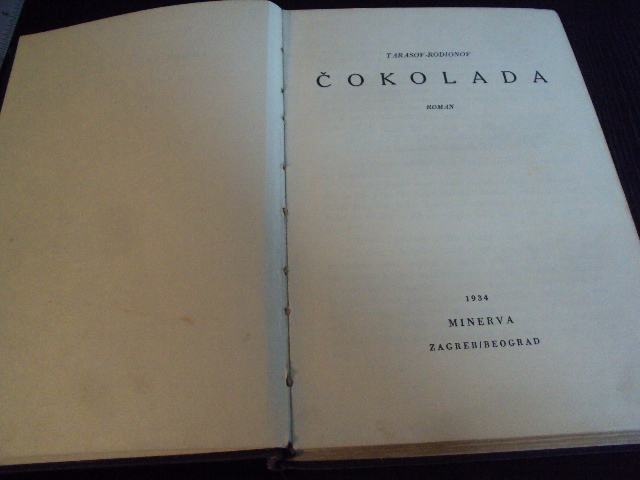 TARASOV-RODIONOV
ČOKOLADA
ROMAN
1934
MINERVA
ZAGREB/BEOGRAD